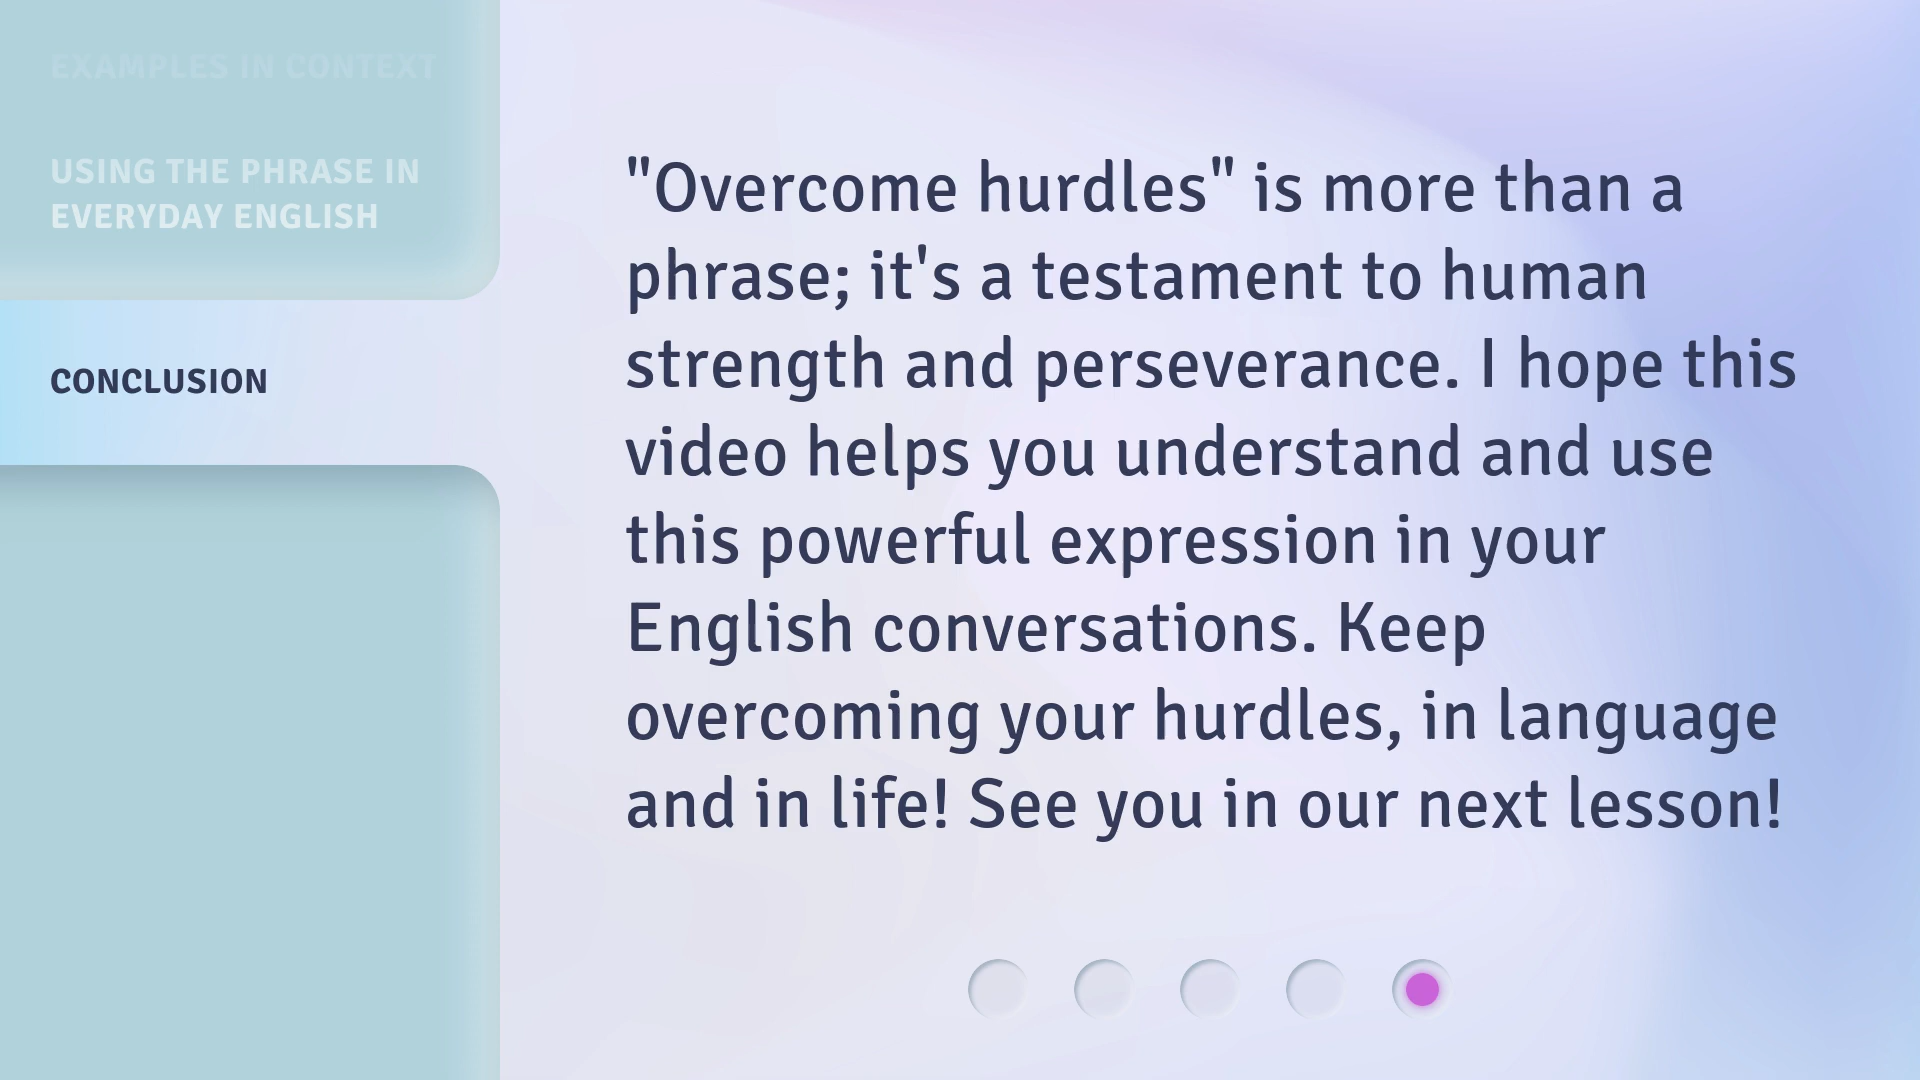 EXAMPLES IN CONTEXT
USING THE PHRASE IN
EVERYDAY ENGLISH
CONCLUSION
"Overcome hurdles" is more than a
phrase; it's a testament to human
strength and perseverance. I hope this
video helps you understand and use
this powerful expression in your
English conversations. Keep
overcoming your hurdles, in language
and in life! See you in our next lesson!